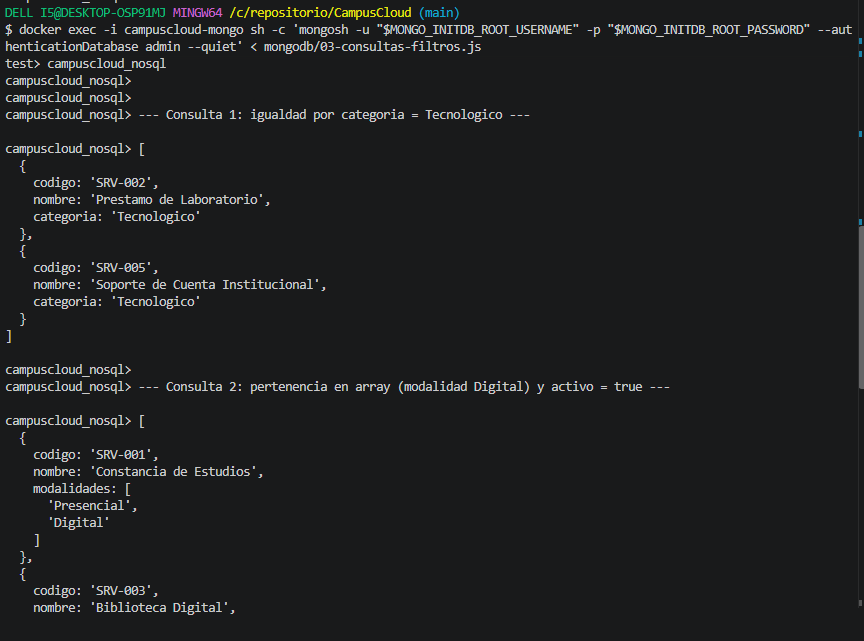 DELL I5@DESKTOP-OSP91MJ MINGW64 /c/repositorio/CampusCloud (main)
$ docker exec -i campuscloud-mongo sh -c 'mongosh -u "$MONGO_INITDB_ROOT_USERNAME" -p "$MONGO_INITDB_ROOT_PASSWORD" --aut
henticationDatabase admin --quiet' < mongodb/03-consultas-filtros.js
test> campuscloud_nosql
campuscloud_nosql>
campuscloud_nosql>
campuscloud_nosql> --- Consulta 1: igualdad por categoria = Tecnologico ---
campuscloud_nosql> [
  {
    codigo: 'SRV-002',
    nombre: 'Prestamo de Laboratorio',
    categoria: 'Tecnologico'
  },
  {
    codigo: 'SRV-005',
    nombre: 'Soporte de Cuenta Institucional',
    categoria: 'Tecnologico'
  }
]
campuscloud_nosql>
campuscloud_nosql> --- Consulta 2: pertenencia en array (modalidad Digital) y activo = true ---
campuscloud_nosql> [
  {
    codigo: 'SRV-001',
    nombre: 'Constancia de Estudios',
    modalidades: [
      'Presencial',
      'Digital'
    ]
  },
  {
    codigo: 'SRV-003',
    nombre: 'Biblioteca Digital',